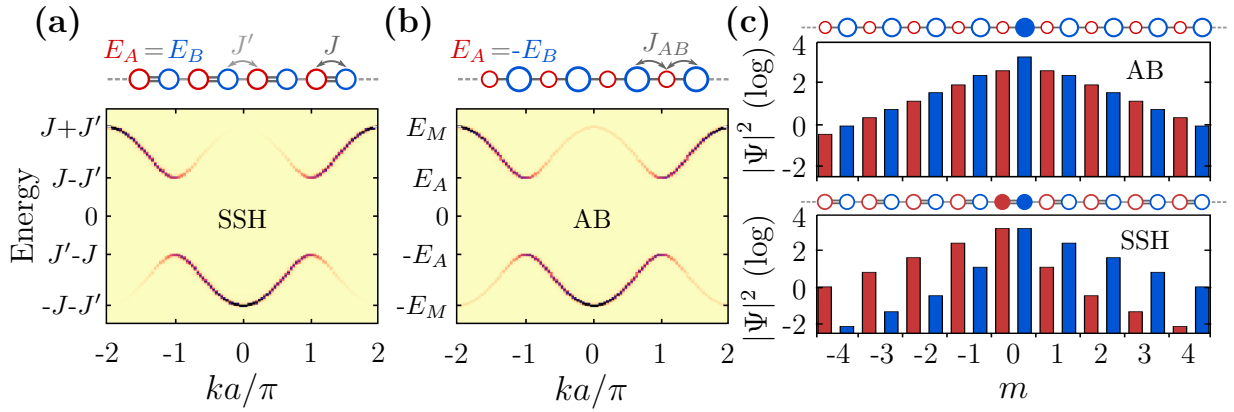 (a)
E_A = E_B J′ J
Energy
J+J′
J-J′
0
J′-J
-J-J′
SSH
-2 -1 0 1 2
ka/π
(b)
E_A = -E_B J_AB
E_M
E_A
0
-E_A
-E_M
AB
-2 -1 0 1 2
ka/π
(c)
|Ψ|² (log)
4
2
0
-2
AB
|Ψ|² (log)
4
2
0
-2
SSH
-4 -3 -2 -1 0 1 2 3 4
m